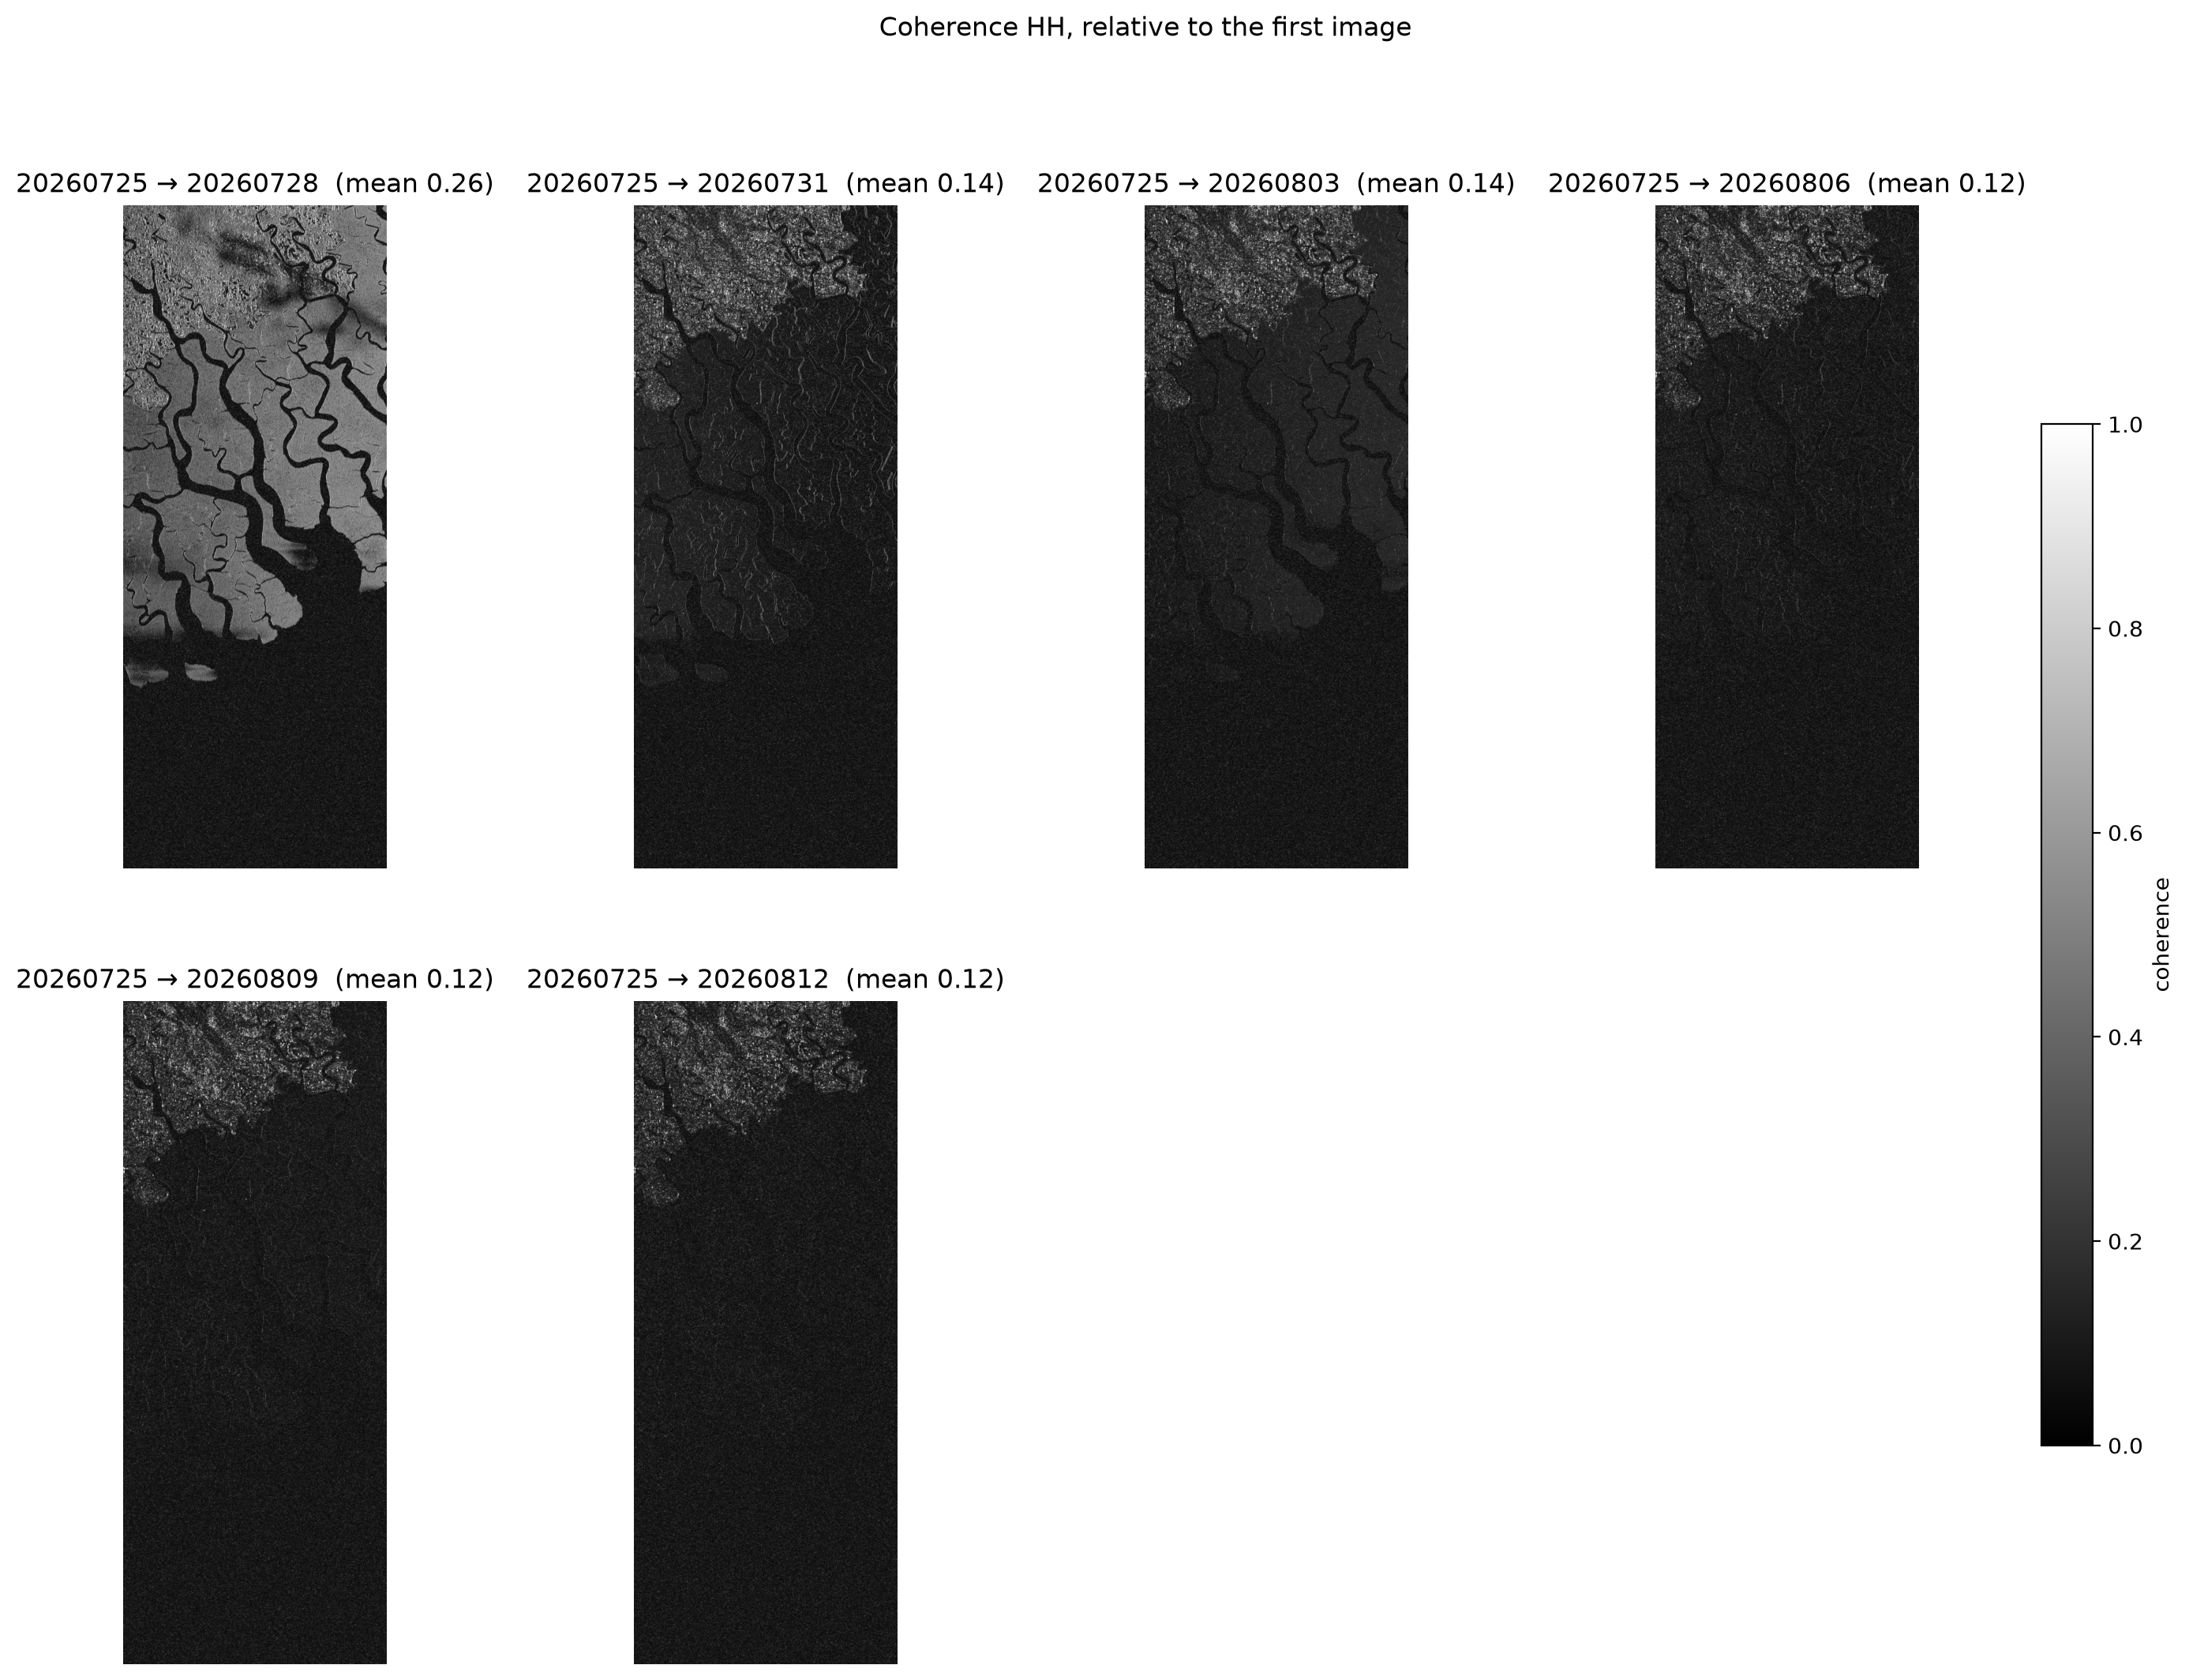 Coherence HH, relative to the first image
20260725 → 20260728  (mean 0.26)
20260725 → 20260731  (mean 0.14)
20260725 → 20260803  (mean 0.14)
20260725 → 20260806  (mean 0.12)
1.0
0.8
0.6
0.4
0.2
0.0
coherence
20260725 → 20260809  (mean 0.12)
20260725 → 20260812  (mean 0.12)